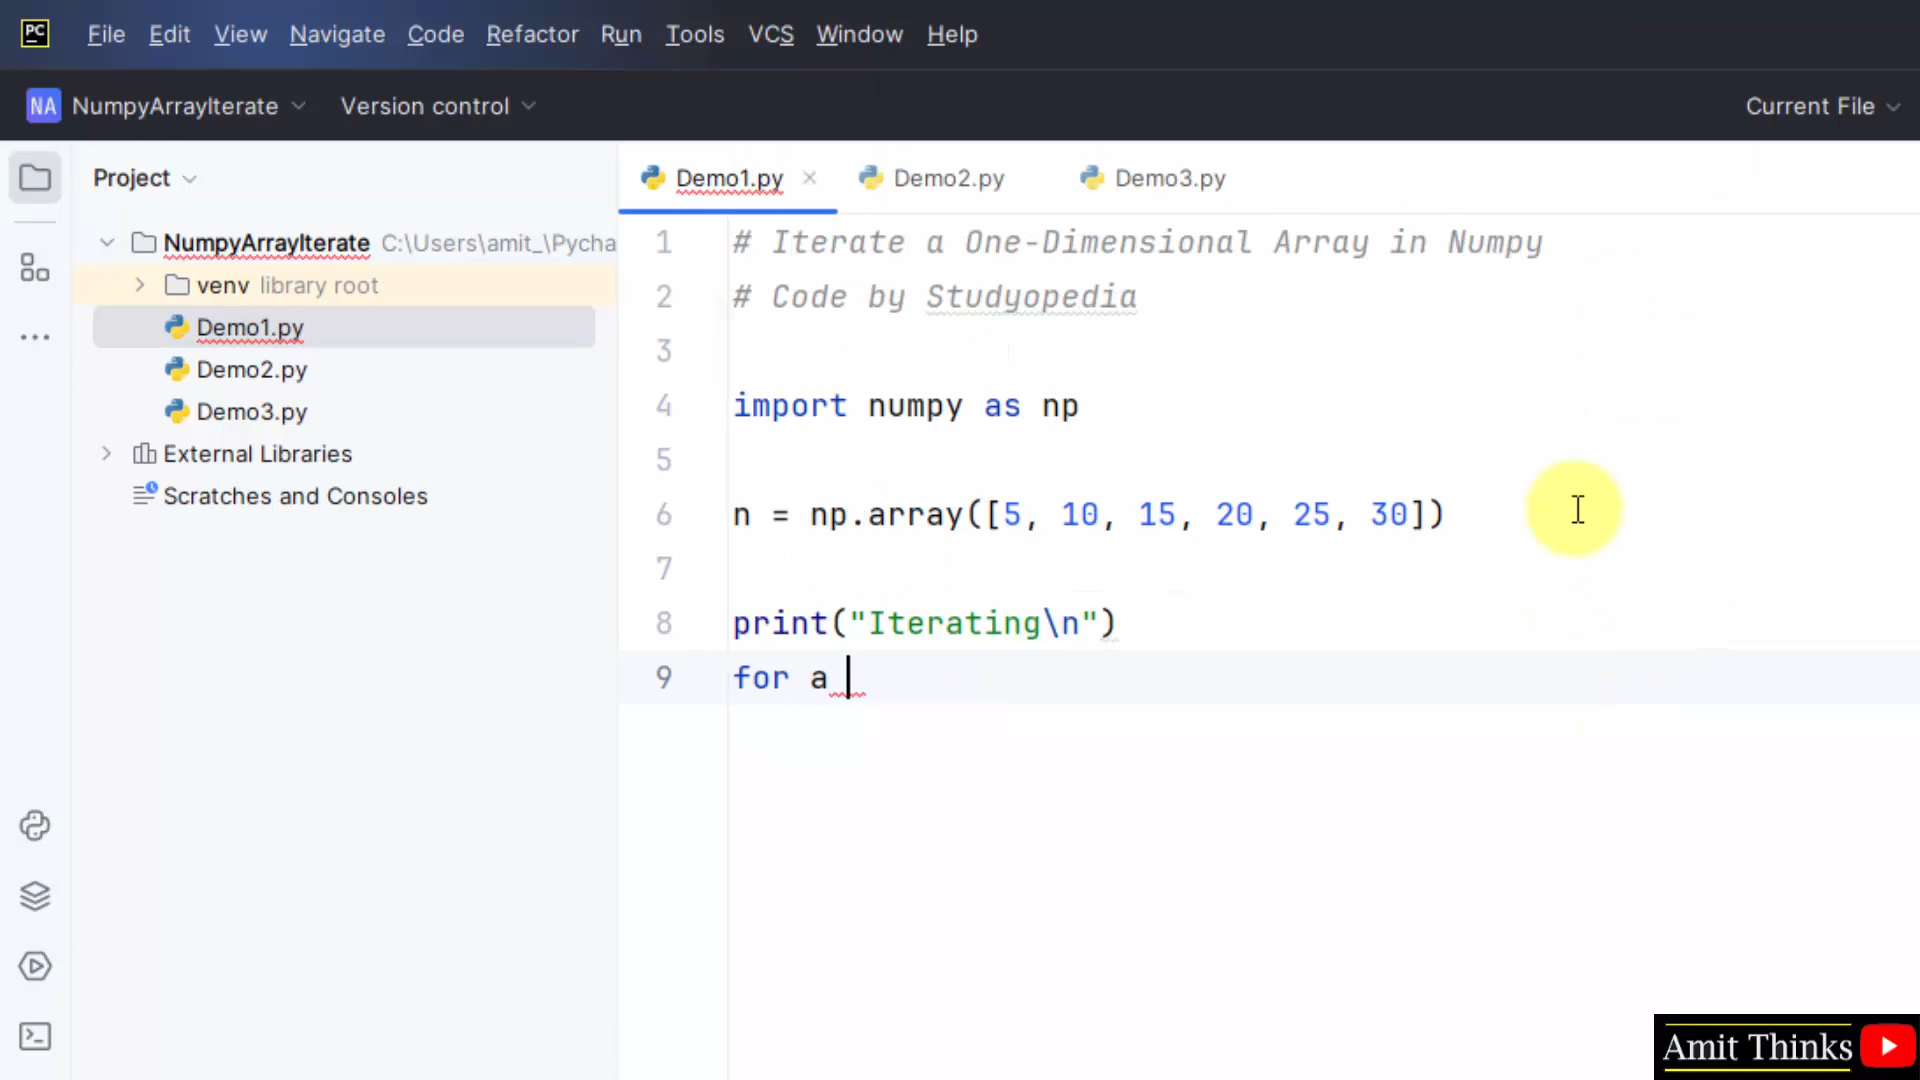 PC File Edit View Navigate Code Refactor Run Tools VCS Window Help
NA NumpyArrayIterate Version control Current File
Project
Demo1.py Demo2.py Demo3.py
NumpyArrayIterate C:\Users\amit_\Pycha
venv library root
Demo1.py
Demo2.py
Demo3.py
External Libraries
Scratches and Consoles
1 # Iterate a One-Dimensional Array in Numpy
2 # Code by Studyopedia
3
4 import numpy as np
5
6 n = np.array([5, 10, 15, 20, 25, 30])
7
8 print("Iterating\n")
9 for a
Amit Thinks